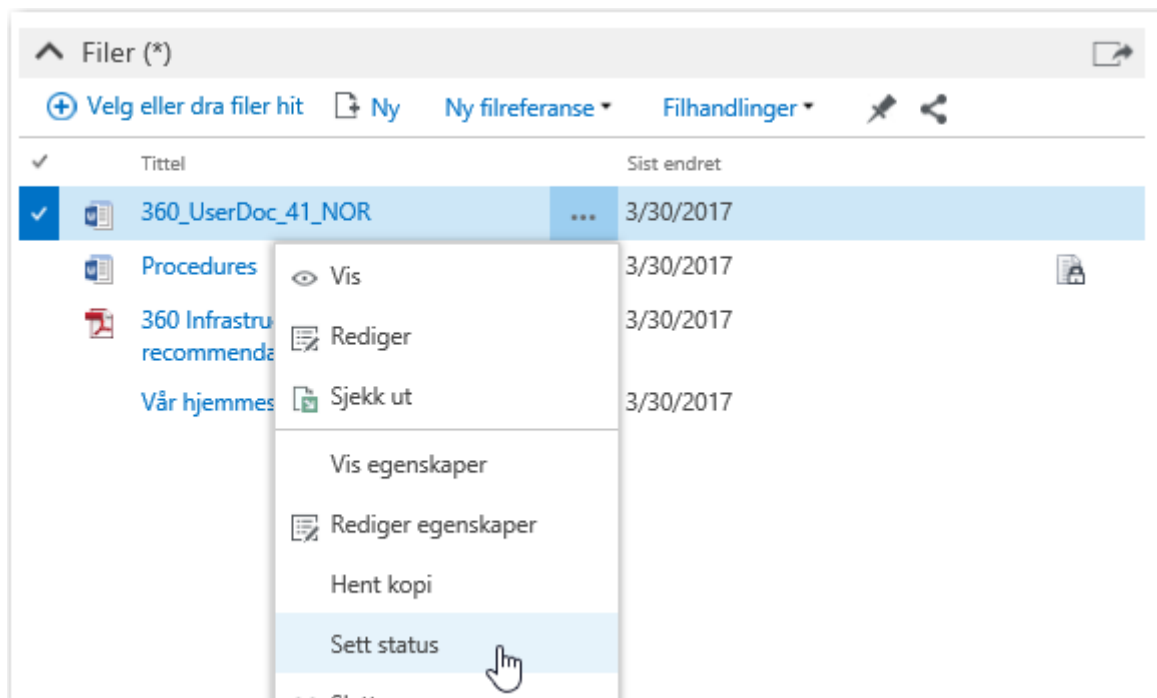 Filer (*)
Velg eller dra filer hit Ny Ny filreferanse Filhandlinger
Tittel Sist endret
360_UserDoc_41_NOR ... 3/30/2017
Procedures 3/30/2017
360 Infrastru 3/30/2017
recommenda
Vår hjemmes 3/30/2017
Vis
Rediger
Sjekk ut
Vis egenskaper
Rediger egenskaper
Hent kopi
Sett status